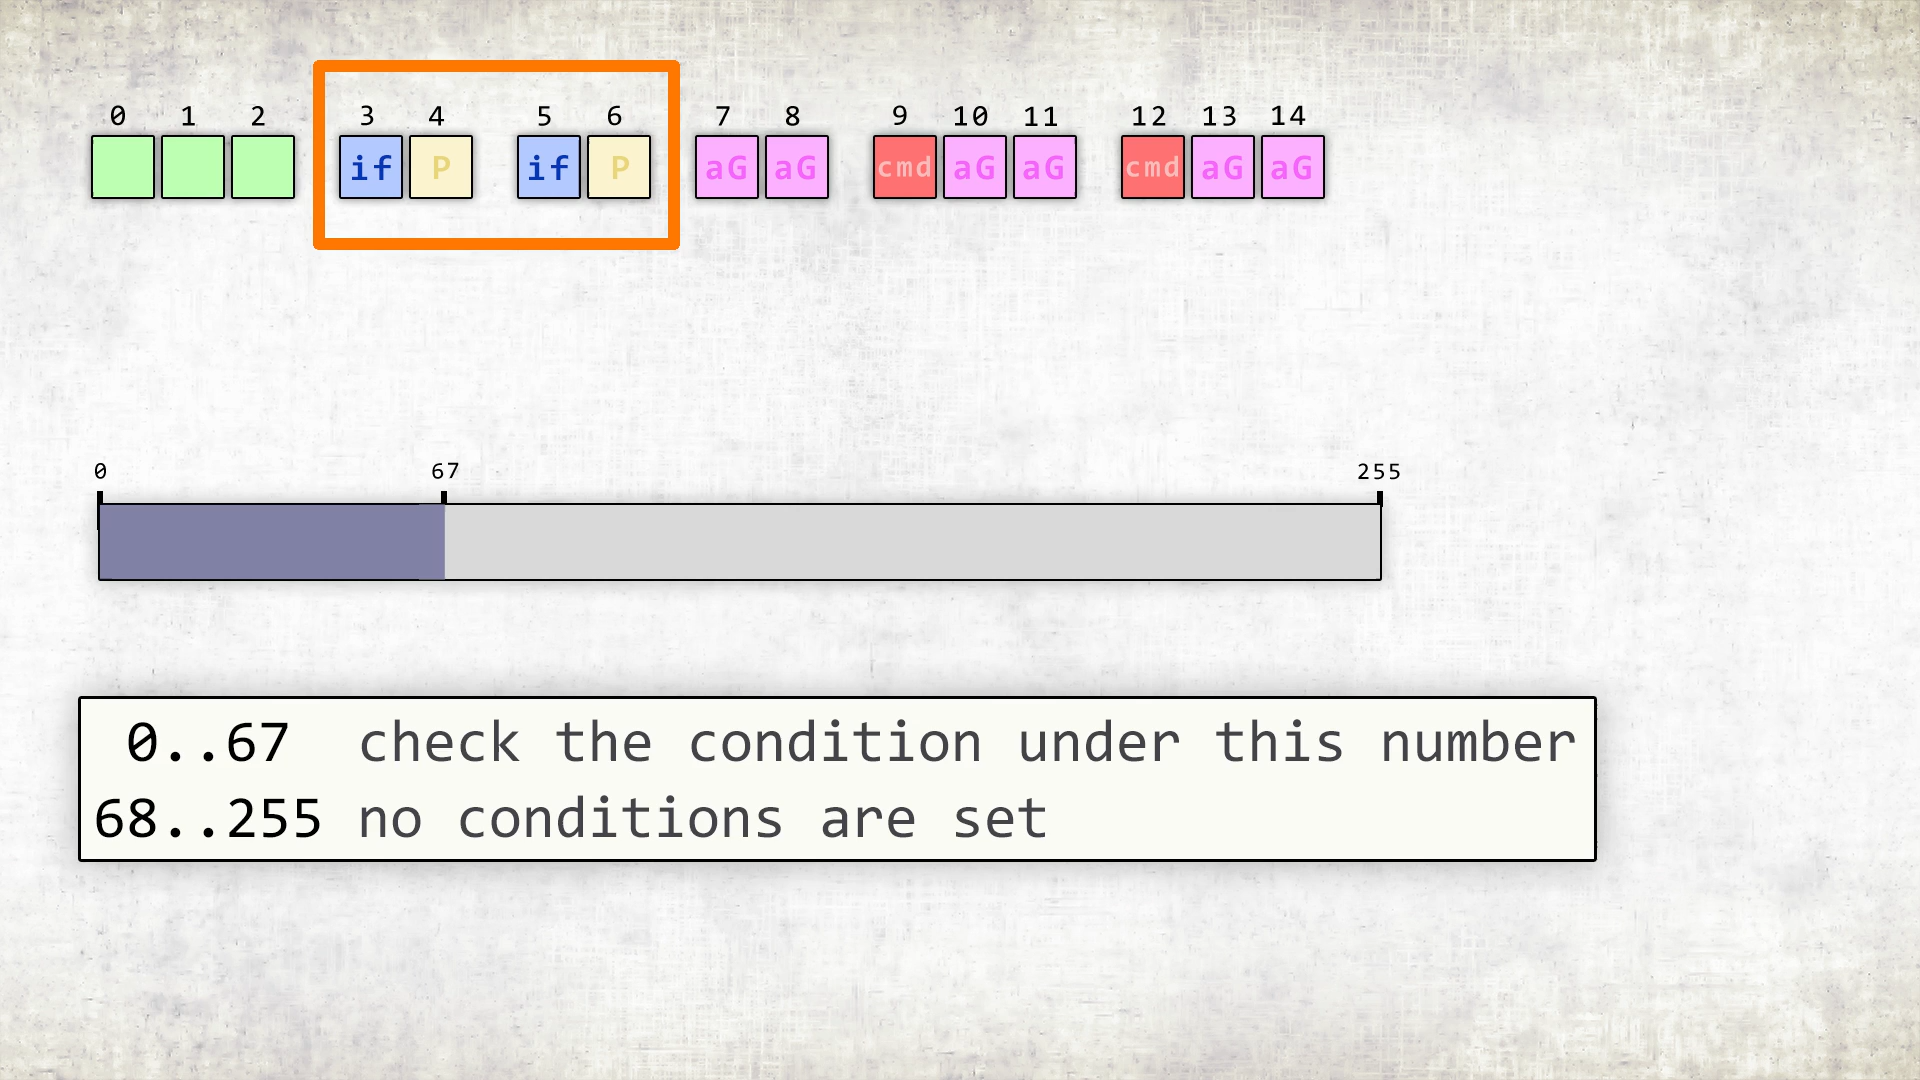 0 1 2 3 4 5 6 7 8 9 10 11 12 13 14
if P if P aG aG cmd aG aG cmd aG aG
0 67 255
0..67 check the condition under this number
68..255 no conditions are set